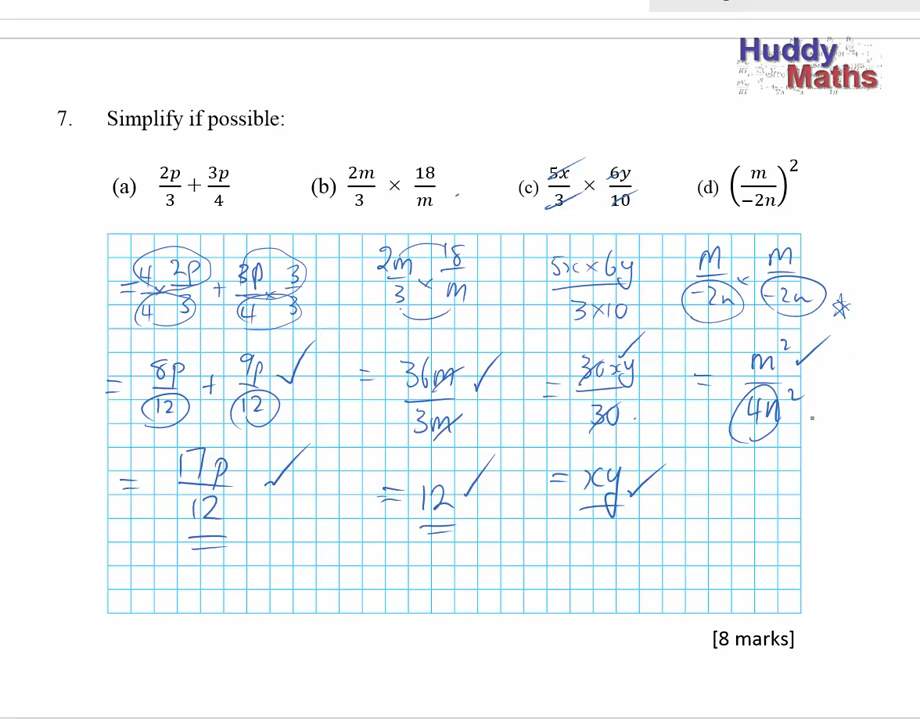 Huddy
Maths
7. Simplify if possible:
(a) 2p/3 + 3p/4 (b) 2m/3 × 18/m (c) 5x/3 × 6y/10 (d) (m/-2n)^2
= 4/4 × 2p/3 + 3p/4 × 3/3
= 8p/12 + 9p/12 ✓
= 17p/12 ✓
2m/3 × 18/m
= 36m/3m ✓
= 12 ✓
5x × 6y / 3 × 10
= 30xy/30 ✓
= xy ✓
m/-2n × m/-2n *
= m²/4n² ✓
[8 marks]